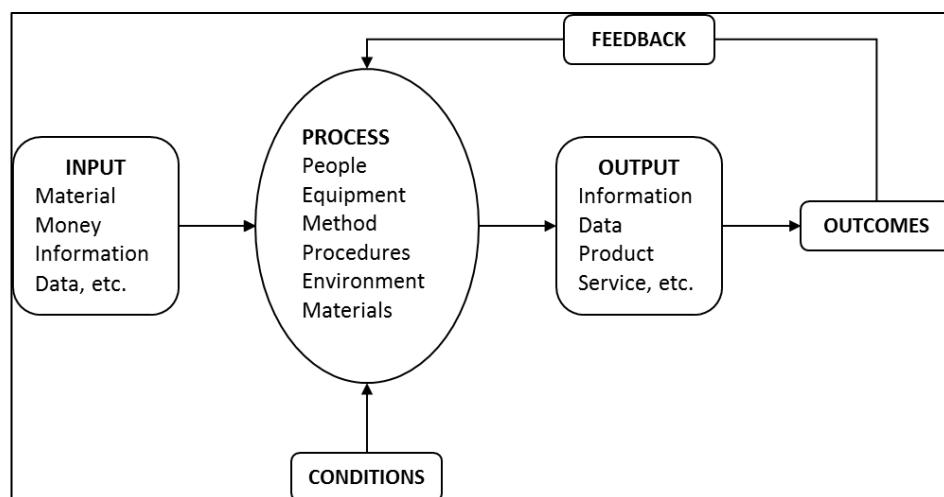 FEEDBACK
INPUT
Material
Money
Information
Data, etc.
PROCESS
People
Equipment
Method
Procedures
Environment
Materials
OUTPUT
Information
Data
Product
Service, etc.
OUTCOMES
CONDITIONS